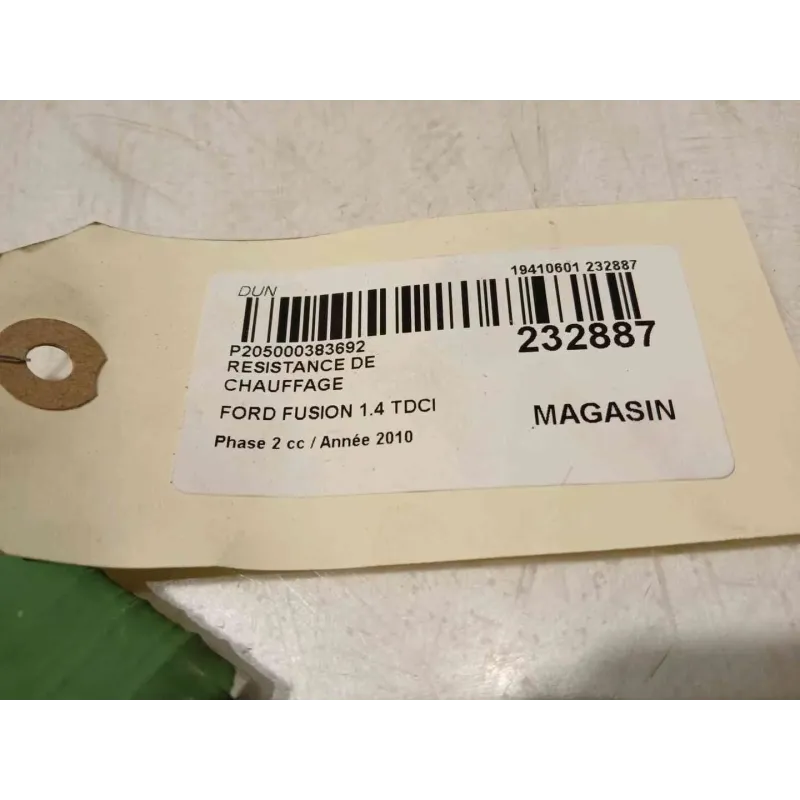 DUN
19410601 232887
P205000383692
232887
RESISTANCE DE
CHAUFFAGE
FORD FUSION 1.4 TDCI
MAGASIN
Phase 2 cc / Année 2010